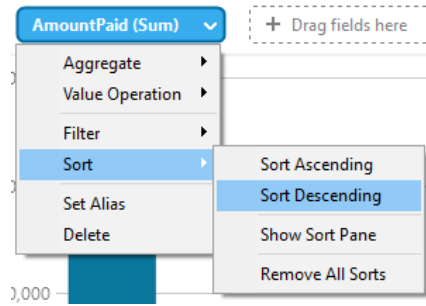 AmountPaid (Sum)
+ Drag fields here
Aggregate
Value Operation
Filter
Sort
Set Alias
Delete
Sort Ascending
Sort Descending
Show Sort Pane
Remove All Sorts
0,000